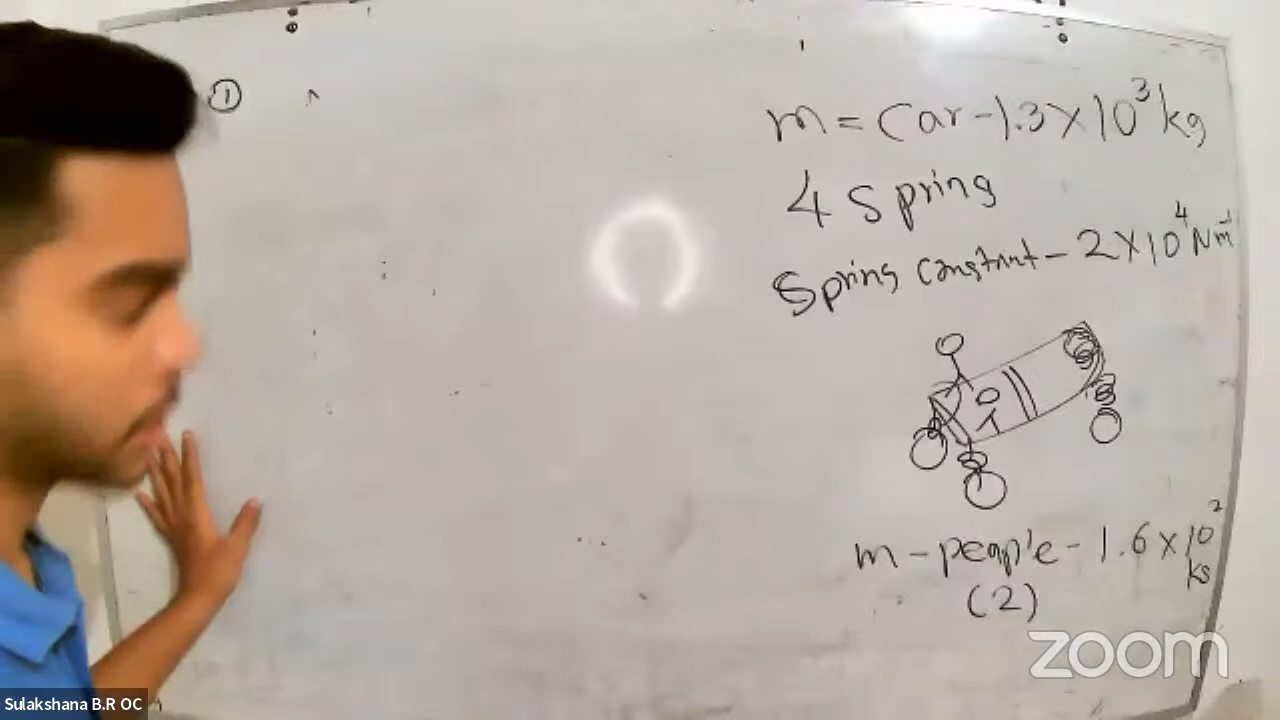 ①
m = Car - 1.3 × 10³ kg
4 Spring
Spring constant - 2 × 10⁴ Nm⁻¹
m - people - 1.6 × 10² kg
(2)
zoom
Sulakshana B.R OC